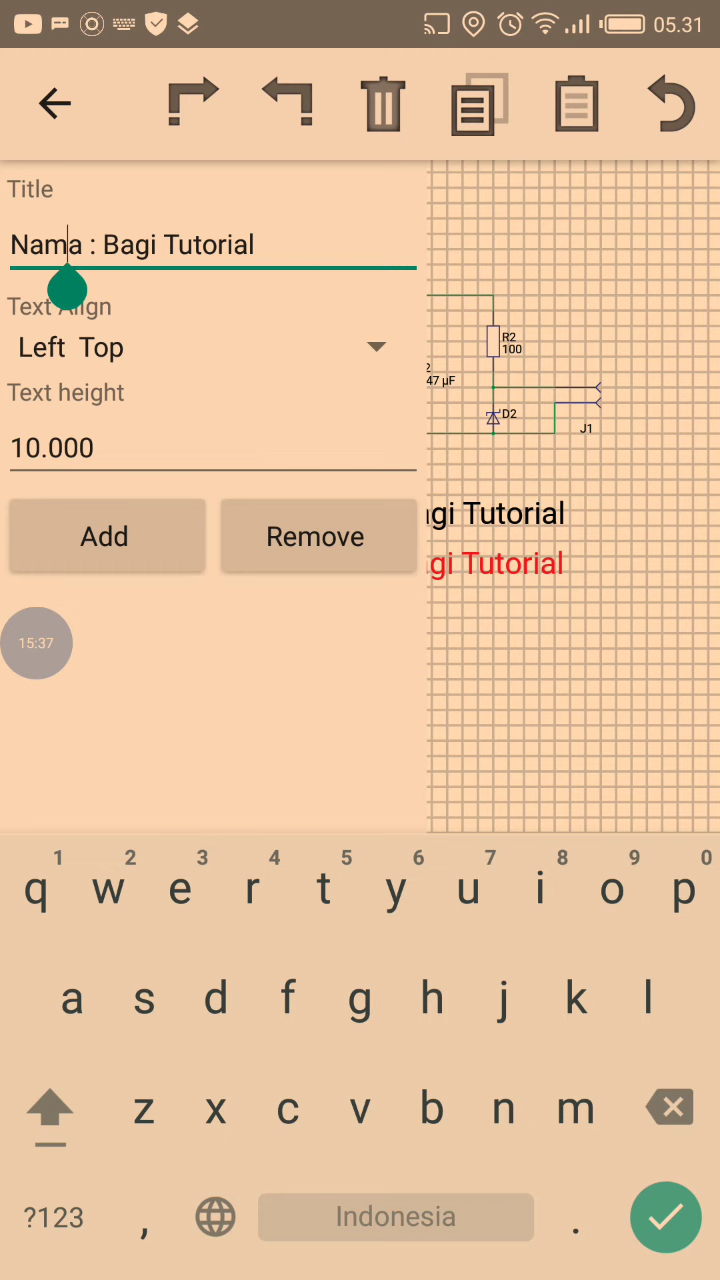 05.31
Title
Nama : Bagi Tutorial
Text Align
Left Top
Text height
10.000
Add
Remove
15:37
R2
100
2
47 µF
D2
J1
gi Tutorial
gi Tutorial
1 2 3 4 5 6 7 8 9 0
q w e r t y u i o p
a s d f g h j k l
z x c v b n m
?123 , Indonesia .